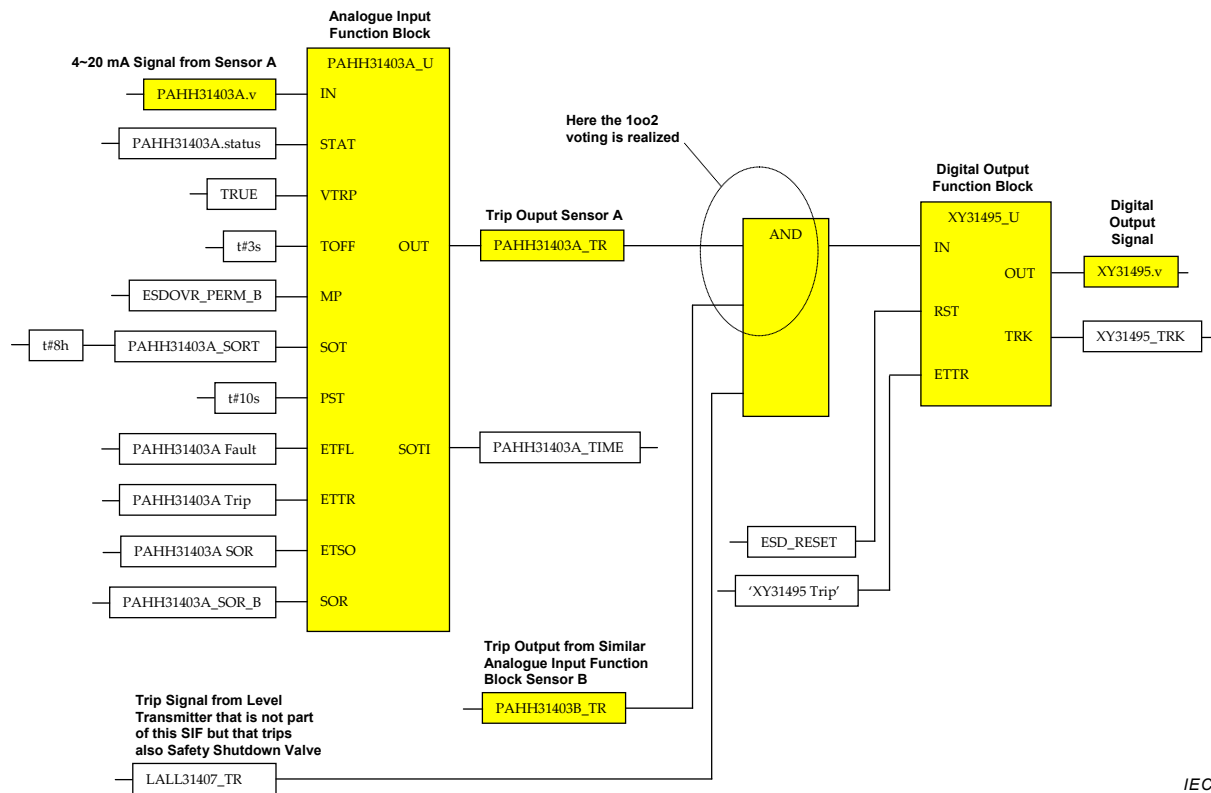 Analogue Input
Function Block
4~20 mA Signal from Sensor A
PAHH31403A_U
PAHH31403A.v
IN
PAHH31403A.status
STAT
TRUE
VTRP
t#3s
TOFF
OUT
ESDOVR_PERM_B
MP
t#8h
PAHH31403A_SORT
SOT
t#10s
PST
PAHH31403A Fault
ETFL
SOTI
PAHH31403A_TIME
PAHH31403A Trip
ETTR
PAHH31403A SOR
ETSO
PAHH31403A_SOR_B
SOR
Trip Ouput Sensor A
PAHH31403A_TR
Here the 1oo2
voting is realized
AND
Digital Output
Function Block
XY31495_U
IN
OUT
RST
TRK
ETTR
Digital
Output
Signal
XY31495.v
XY31495_TRK
ESD_RESET
'XY31495 Trip'
Trip Output from Similar
Analogue Input Function
Block Sensor B
PAHH31403B_TR
Trip Signal from Level
Transmitter that is not part
of this SIF but that trips
also Safety Shutdown Valve
LALL31407_TR
IEC